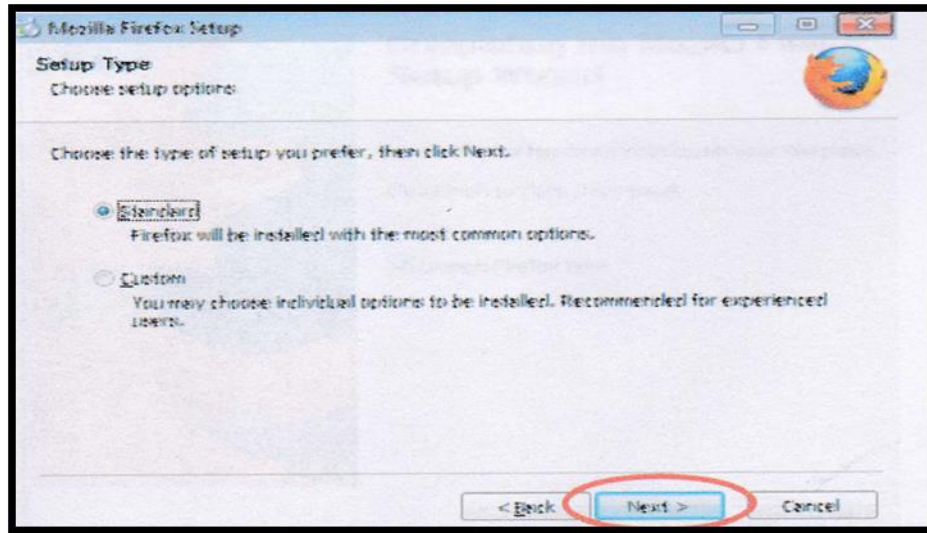 Mozilla Firefox Setup
Setup Type
Choose setup options
Choose the type of setup you prefer, then click Next.
Standard
Firefox will be installed with the most common options.
Custom
You may choose individual options to be installed. Recommended for experienced
users.
< Back
Next >
Cancel